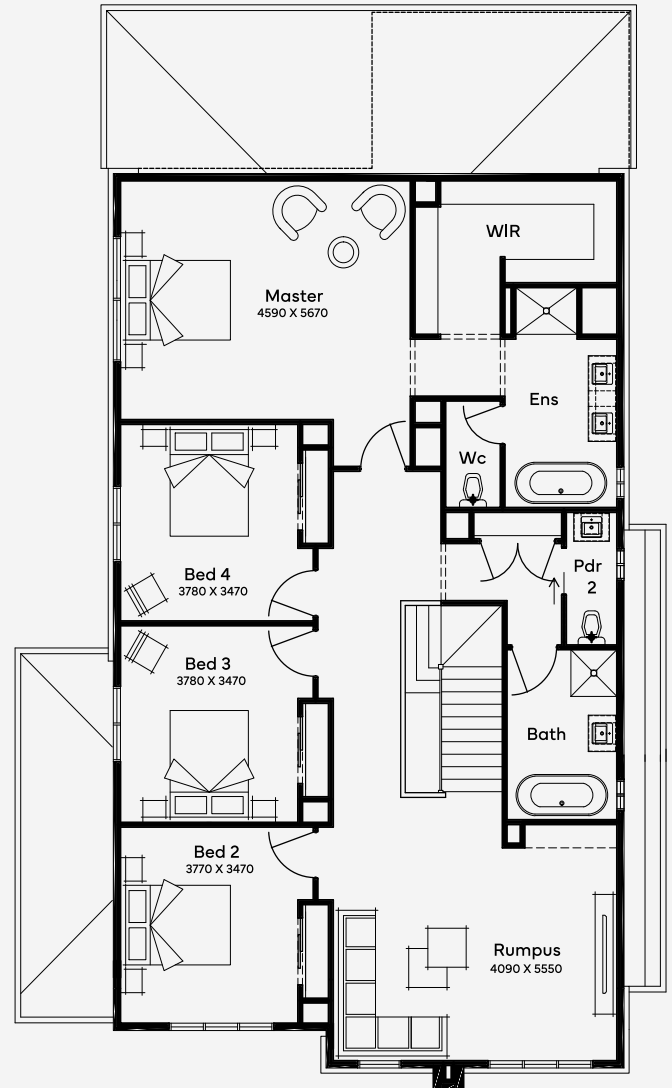 WIR
Master
4590 X 5670
Ens
Wc
Pdr
2
Bed 4
3780 X 3470
Bed 3
3780 X 3470
Bath
Bed 2
3770 X 3470
Rumpus
4090 X 5550